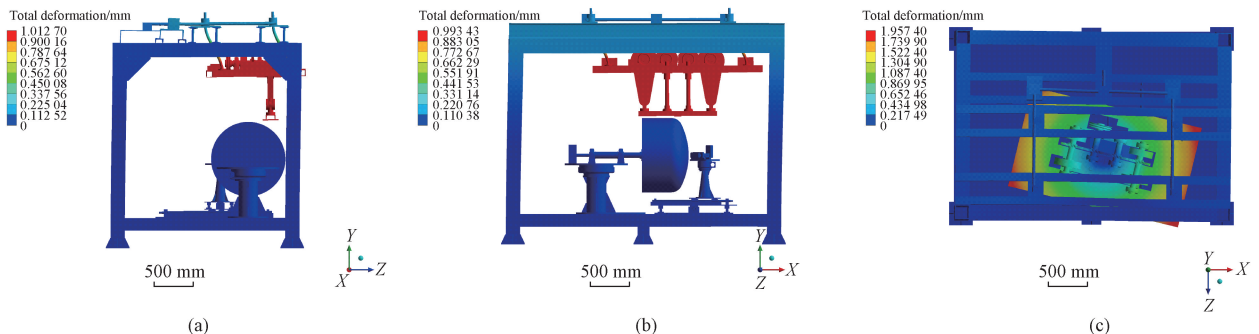 Total deformation/mm
1.012 70
0.900 16
0.787 64
0.675 12
0.562 60
0.450 08
0.337 56
0.225 04
0.112 52
0
500 mm
Y
Z
X
(a)
Total deformation/mm
0.993 43
0.883 05
0.772 67
0.662 29
0.551 91
0.441 53
0.331 14
0.220 76
0.110 38
0
500 mm
Y
X
Z
(b)
Total deformation/mm
1.957 40
1.739 90
1.522 40
1.304 90
1.087 40
0.869 95
0.652 46
0.434 98
0.217 49
0
500 mm
Y
X
Z
(c)